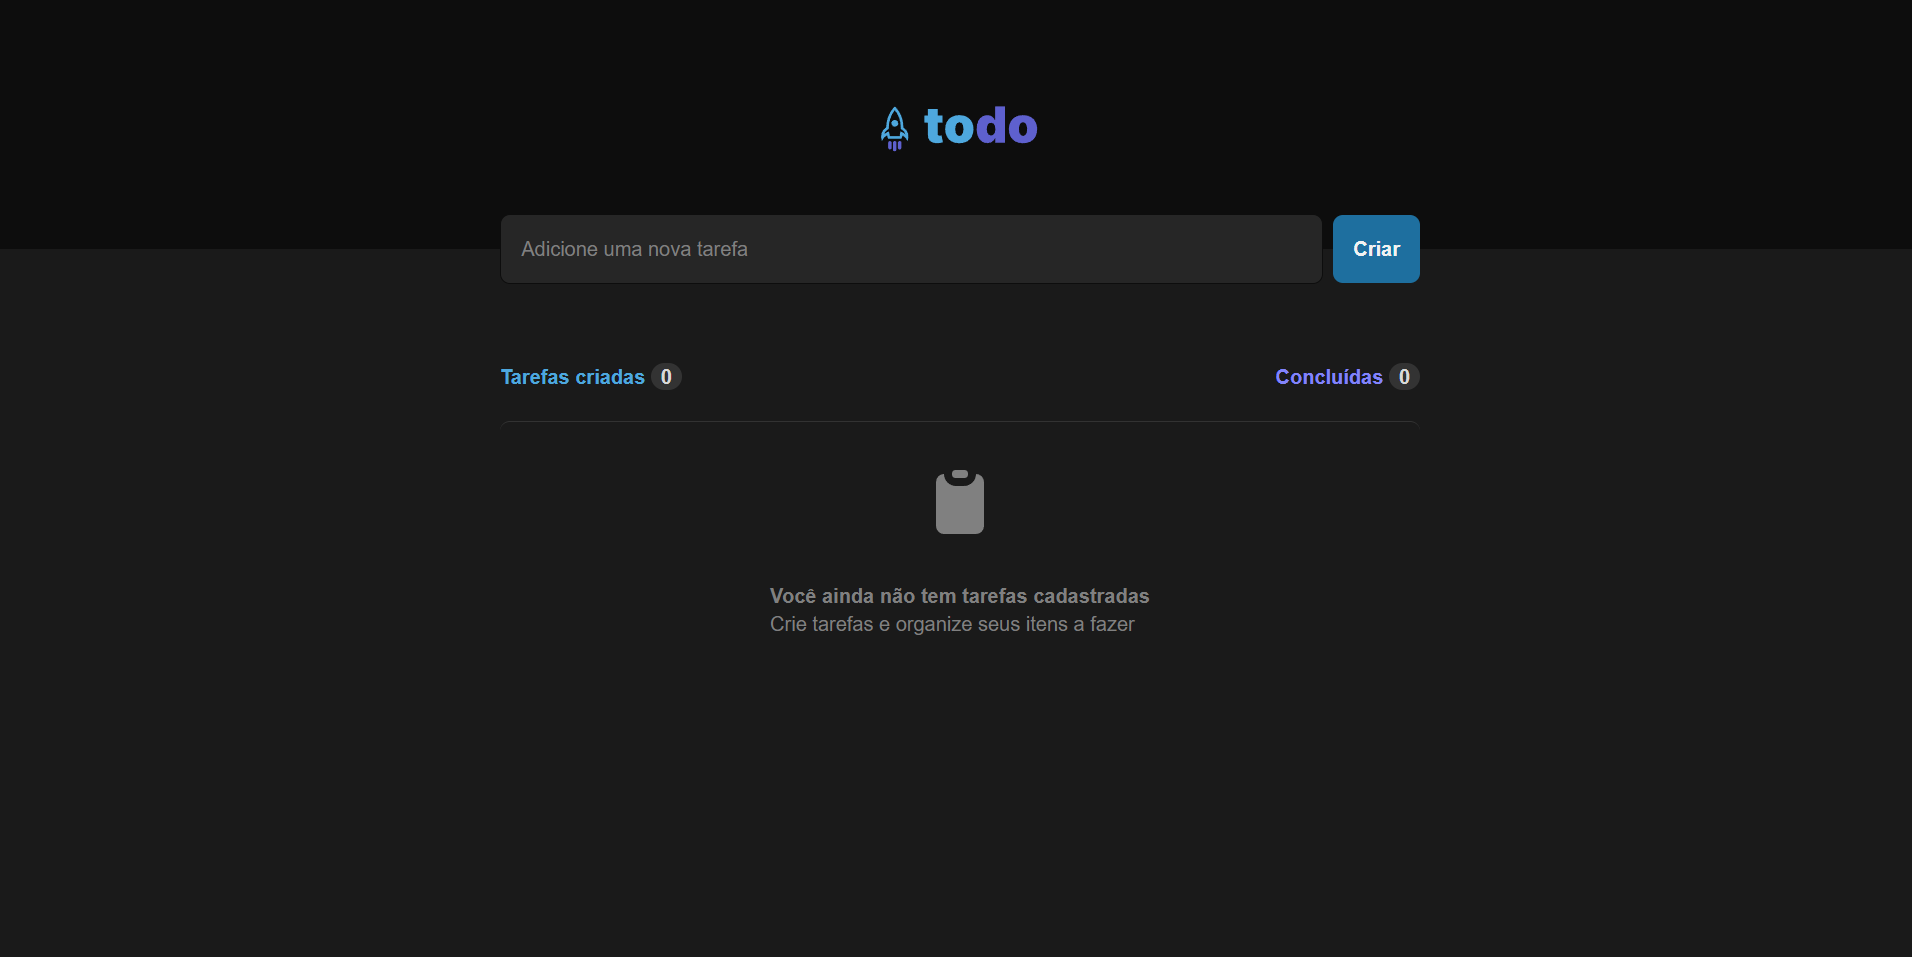 todo
Adicione uma nova tarefa
Criar
Tarefas criadas 0
Concluídas 0
Você ainda não tem tarefas cadastradas
Crie tarefas e organize seus itens a fazer